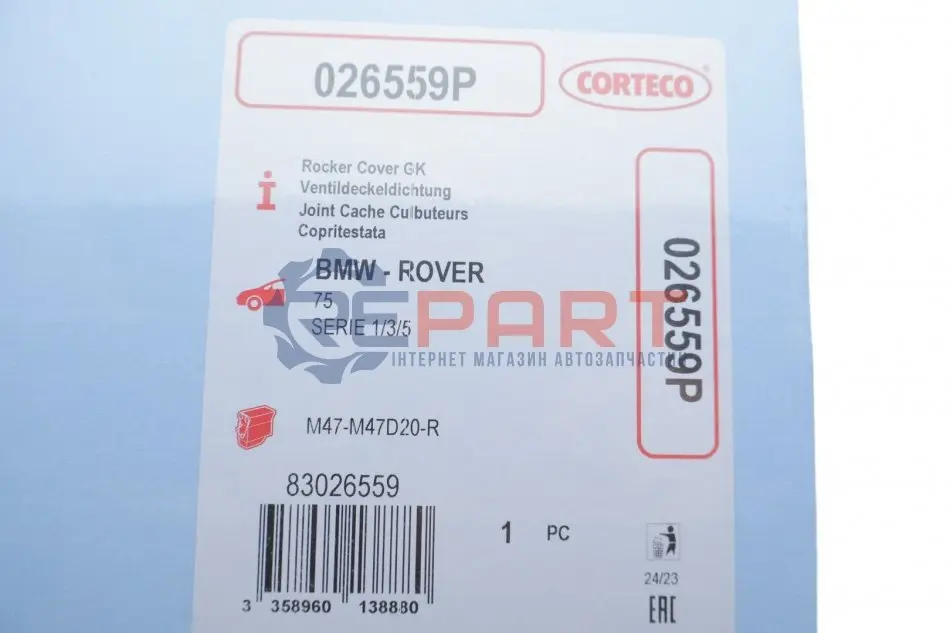 026559P
CORTECO
Rocker Cover GK
Ventildeckeldichtung
Joint Cache Culbuteurs
Copritestata
BMW - ROVER
75
SERIE 1/3/5
REPART
ІНТЕРНЕТ МАГАЗИН АВТОЗАПЧАСТИН
026559P
M47-M47D20-R
83026559
1 PC
3 358960 138880
24/23
EAC